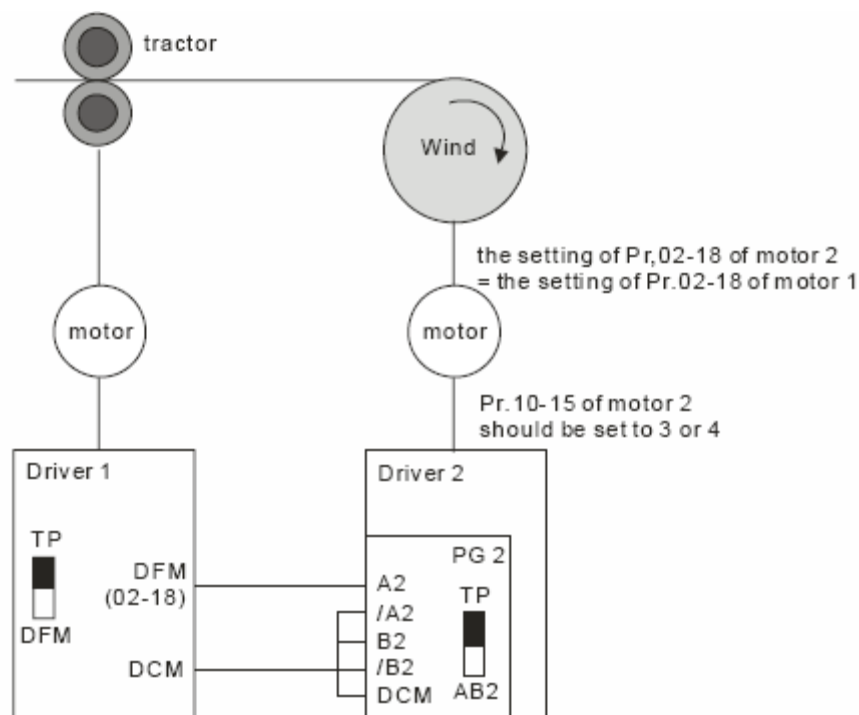 tractor
Wind
the setting of Pr,02-18 of motor 2
= the setting of Pr.02-18 of motor 1
motor
motor
Pr.10-15 of motor 2
should be set to 3 or 4
Driver 1
TP
DFM
DFM
(02-18)
DCM
Driver 2
PG 2
A2
/A2
B2
/B2
DCM
TP
AB2